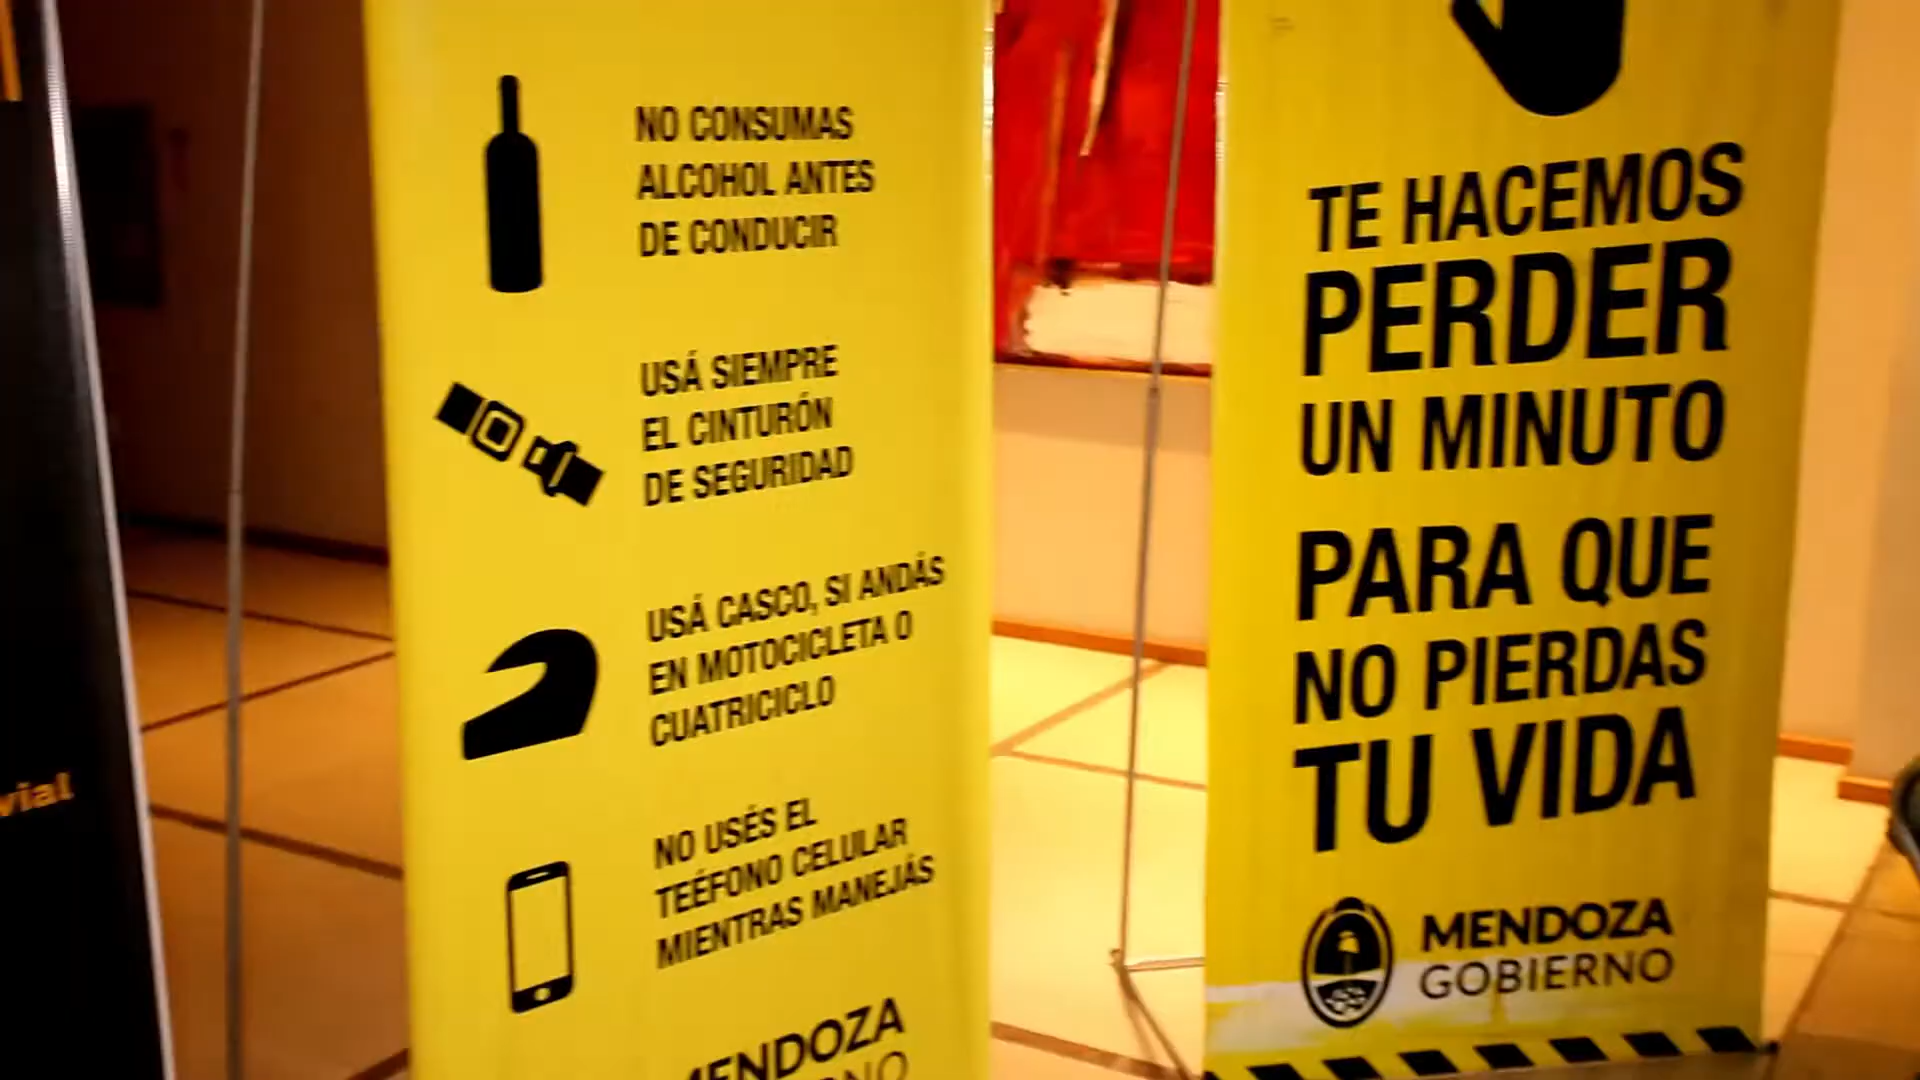 vial
NO CONSUMAS
ALCOHOL ANTES
DE CONDUCIR
USÁ SIEMPRE
EL CINTURÓN
DE SEGURIDAD
USÁ CASCO, SI ANDÁS
EN MOTOCICLETA O
CUATRICICLO
NO USÉS EL
TEÉFONO CELULAR
MIENTRAS MANEJÁS
MENDOZA
TE HACEMOS
PERDER
UN MINUTO
PARA QUE
NO PIERDAS
TU VIDA
MENDOZA
GOBIERNO